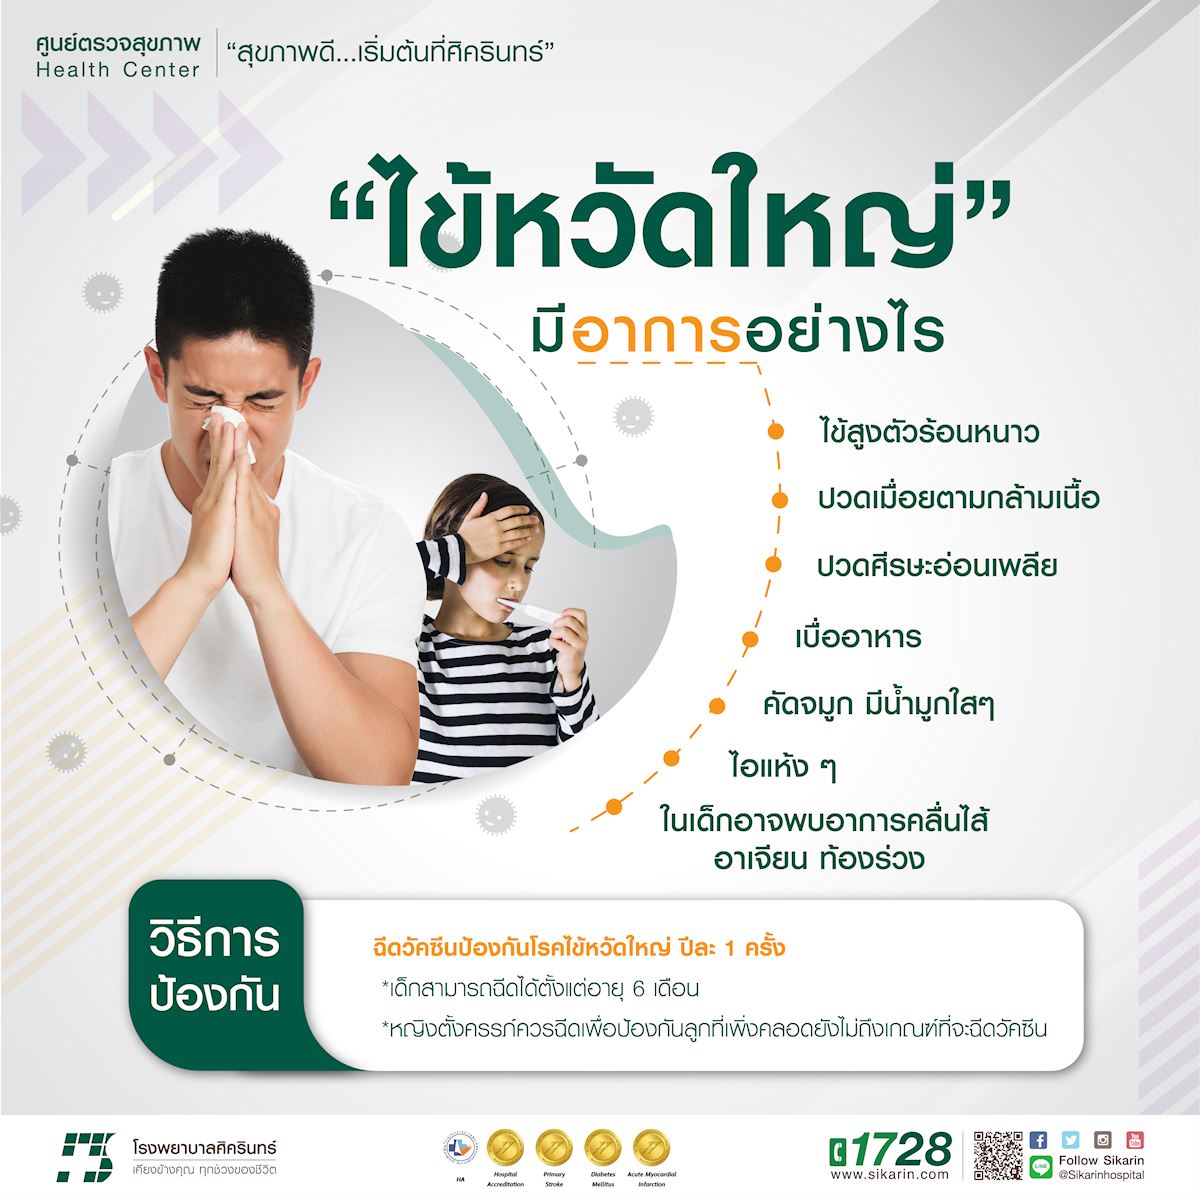 ศูนย์ตรวจสุขภาพ
Health Center
“สุขภาพดี...เริ่มต้นที่ศิครินทร์”
“ไข้หวัดใหญ่”
มีอาการอย่างไร
ไข้สูงตัวร้อนหนาว
ปวดเมื่อยตามกล้ามเนื้อ
ปวดศีรษะอ่อนเพลีย
เบื่ออาหาร
คัดจมูก มีน้ำมูกใสๆ
ไอแห้ง ๆ
ในเด็กอาจพบอาการคลื่นไส้
อาเจียน ท้องร่วง
วิธีการ
ป้องกัน
ฉีดวัคซีนป้องกันโรคไข้หวัดใหญ่ ปีละ 1 ครั้ง
*เด็กสามารถฉีดได้ตั้งแต่อายุ 6 เดือน
*หญิงตั้งครรภ์ควรฉีดเพื่อป้องกันลูกที่เพิ่งคลอดยังไม่ถึงเกณฑ์ที่จะฉีดวัคซีน
โรงพยาบาลศิครินทร์
เคียงข้างคุณ ทุกช่วงของชีวิต
HA
Hospital
Accreditation
Primary
Stroke
Diabetes
Mellitus
Acute Myocardial
Infarction
1728
www.sikarin.com
You
Tube
LINE
Follow Sikarin
@Sikarinhospital